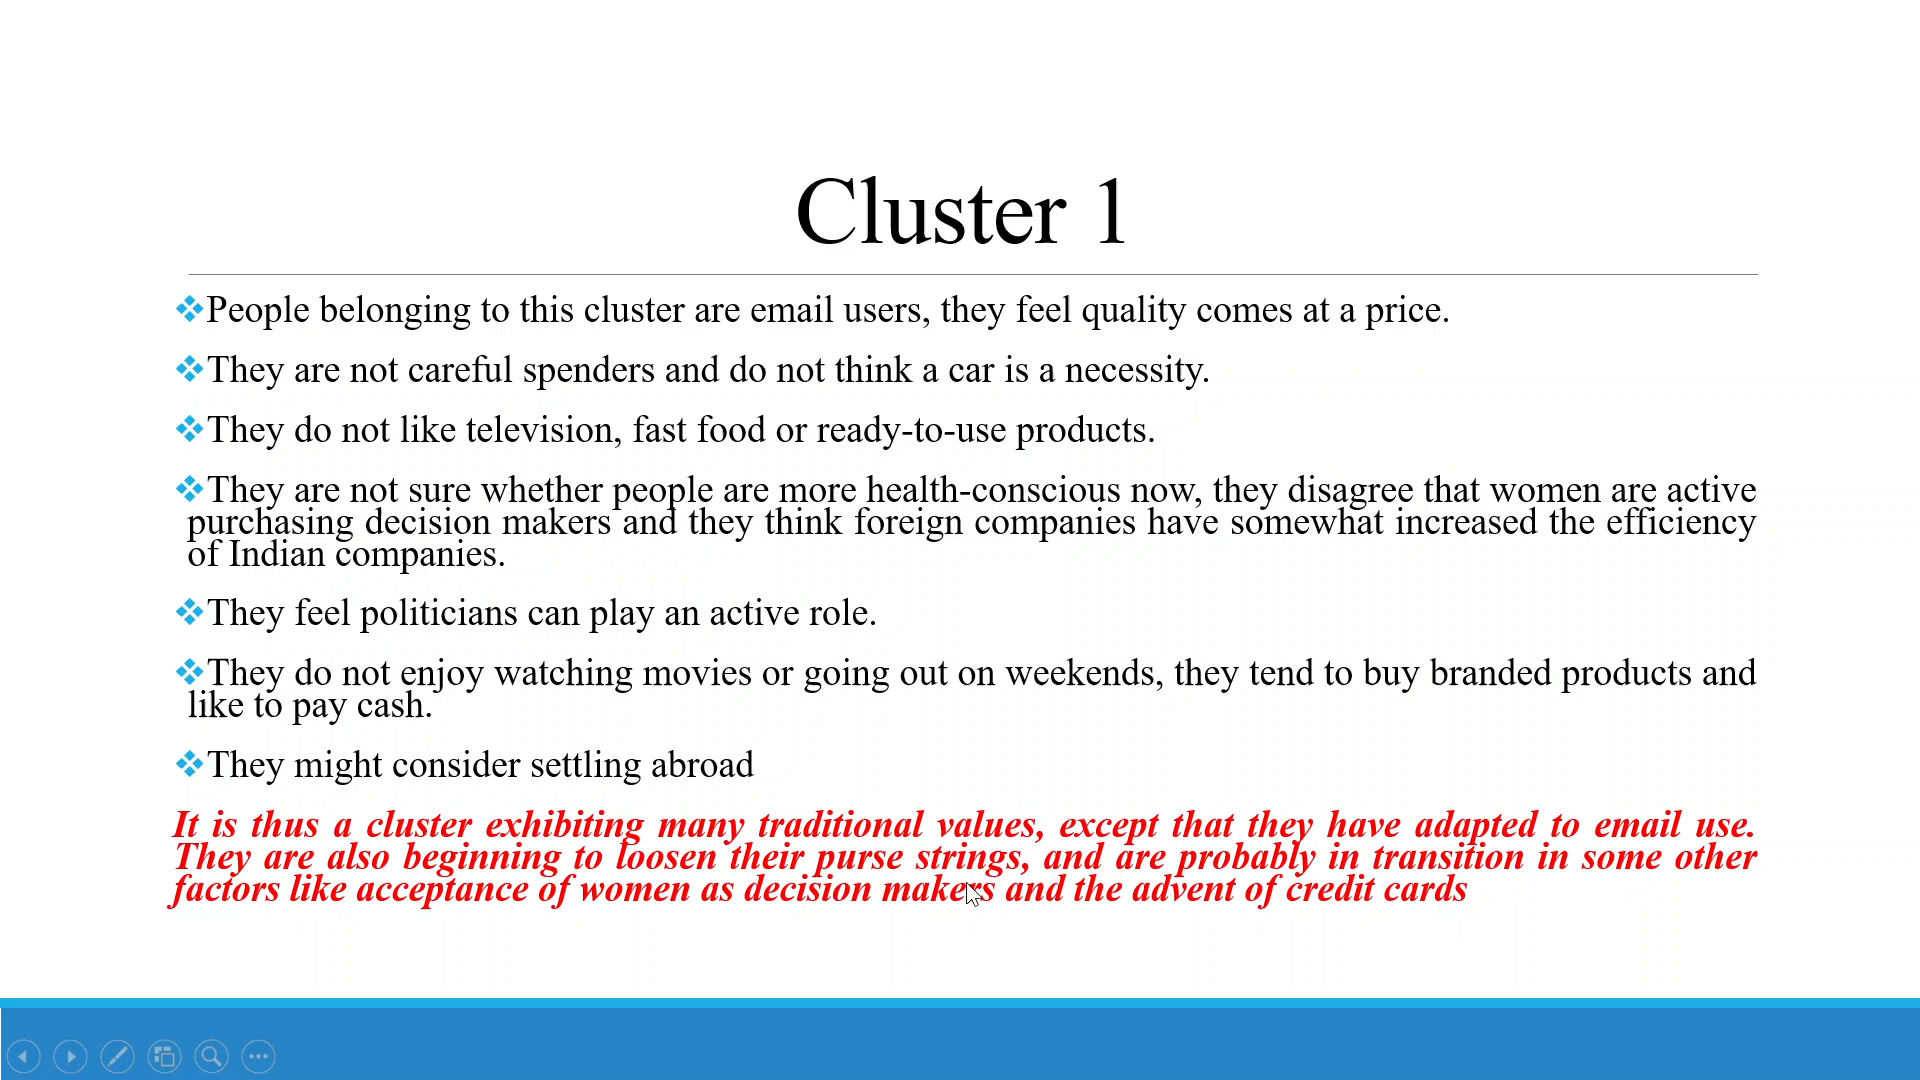 Cluster 1
People belonging to this cluster are email users, they feel quality comes at a price.
They are not careful spenders and do not think a car is a necessity.
They do not like television, fast food or ready-to-use products.
They are not sure whether people are more health-conscious now, they disagree that women are active
purchasing decision makers and they think foreign companies have somewhat increased the efficiency
of Indian companies.
They feel politicians can play an active role.
They do not enjoy watching movies or going out on weekends, they tend to buy branded products and
like to pay cash.
They might consider settling abroad
It is thus a cluster exhibiting many traditional values, except that they have adapted to email use.
They are also beginning to loosen their purse strings, and are probably in transition in some other
factors like acceptance of women as decision makers and the advent of credit cards